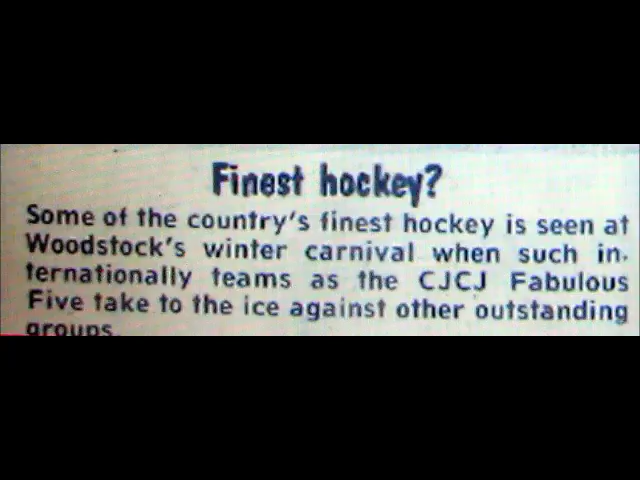 Finest hockey?
Some of the country's finest hockey is seen at
Woodstock's winter carnival when such in-
ternationally teams as the CJCJ Fabulous
Five take to the ice against other outstanding
groups.